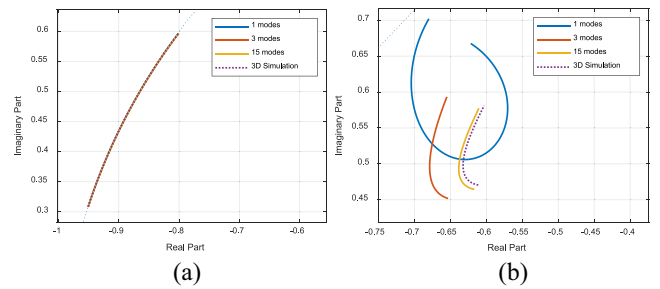 0.6
0.55
0.5
0.45
0.4
0.35
0.3
-1
-0.9
-0.8
-0.7
-0.6
Imaginary Part
Real Part
1 modes
3 modes
15 modes
3D Simulation
(a)
0.7
0.65
0.6
0.55
0.5
0.45
-0.75
-0.7
-0.65
-0.6
-0.55
-0.5
-0.45
-0.4
Imaginary Part
Real Part
1 modes
3 modes
15 modes
3D Simulation
(b)